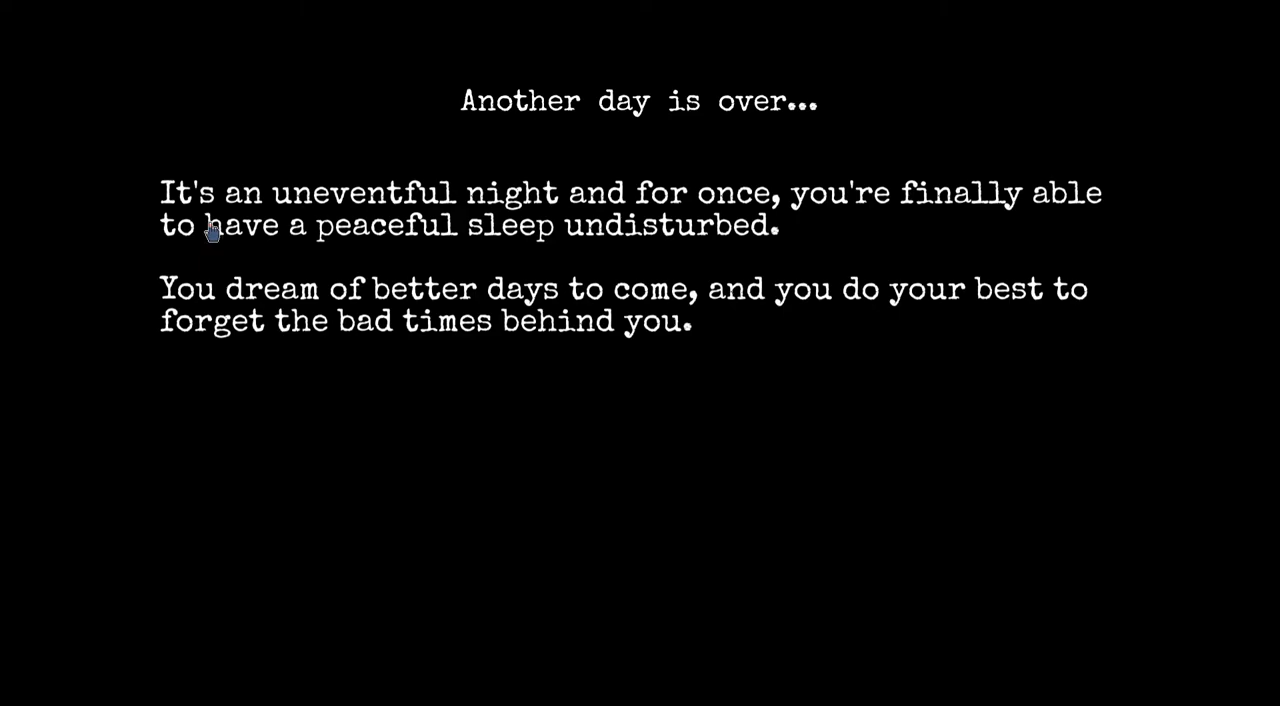 Another day is over...
It's an uneventful night and for once, you're finally able
to have a peaceful sleep undisturbed.
You dream of better days to come, and you do your best to
forget the bad times behind you.